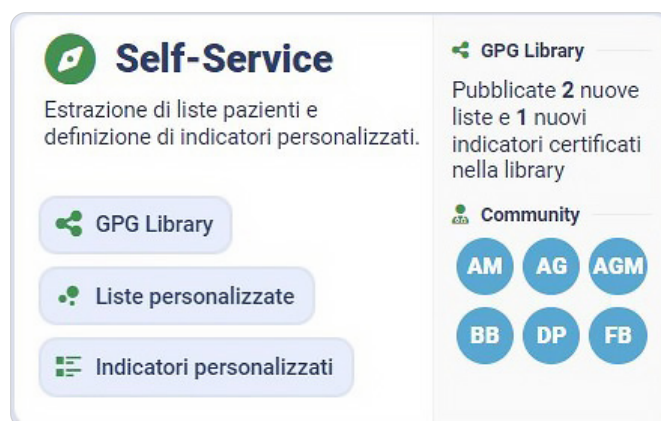 Self-Service
Estrazione di liste pazienti e
definizione di indicatori personalizzati.
GPG Library
Liste personalizzate
Indicatori personalizzati
GPG Library
Pubblicate 2 nuove
liste e 1 nuovi
indicatori certificati
nella library
Community
AM AG AGM
BB DP FB